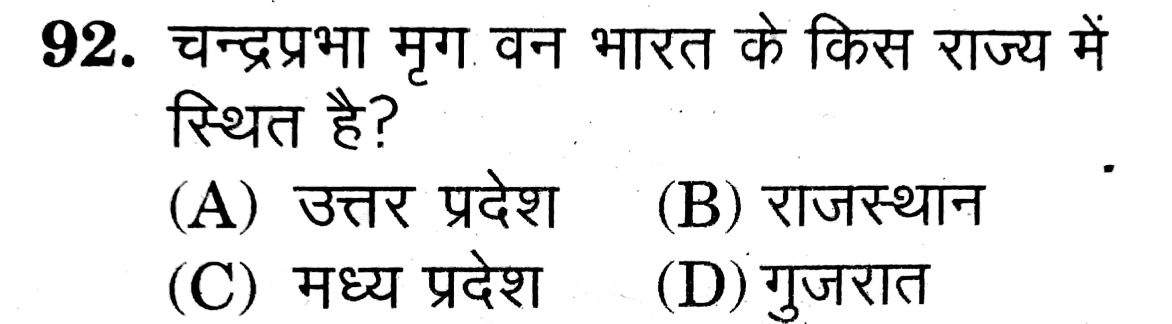 92. चन्द्रप्रभा मृग वन भारत के किस राज्य में
स्थित है?
(A) उत्तर प्रदेश (B) राजस्थान
(C) मध्य प्रदेश (D) गुजरात